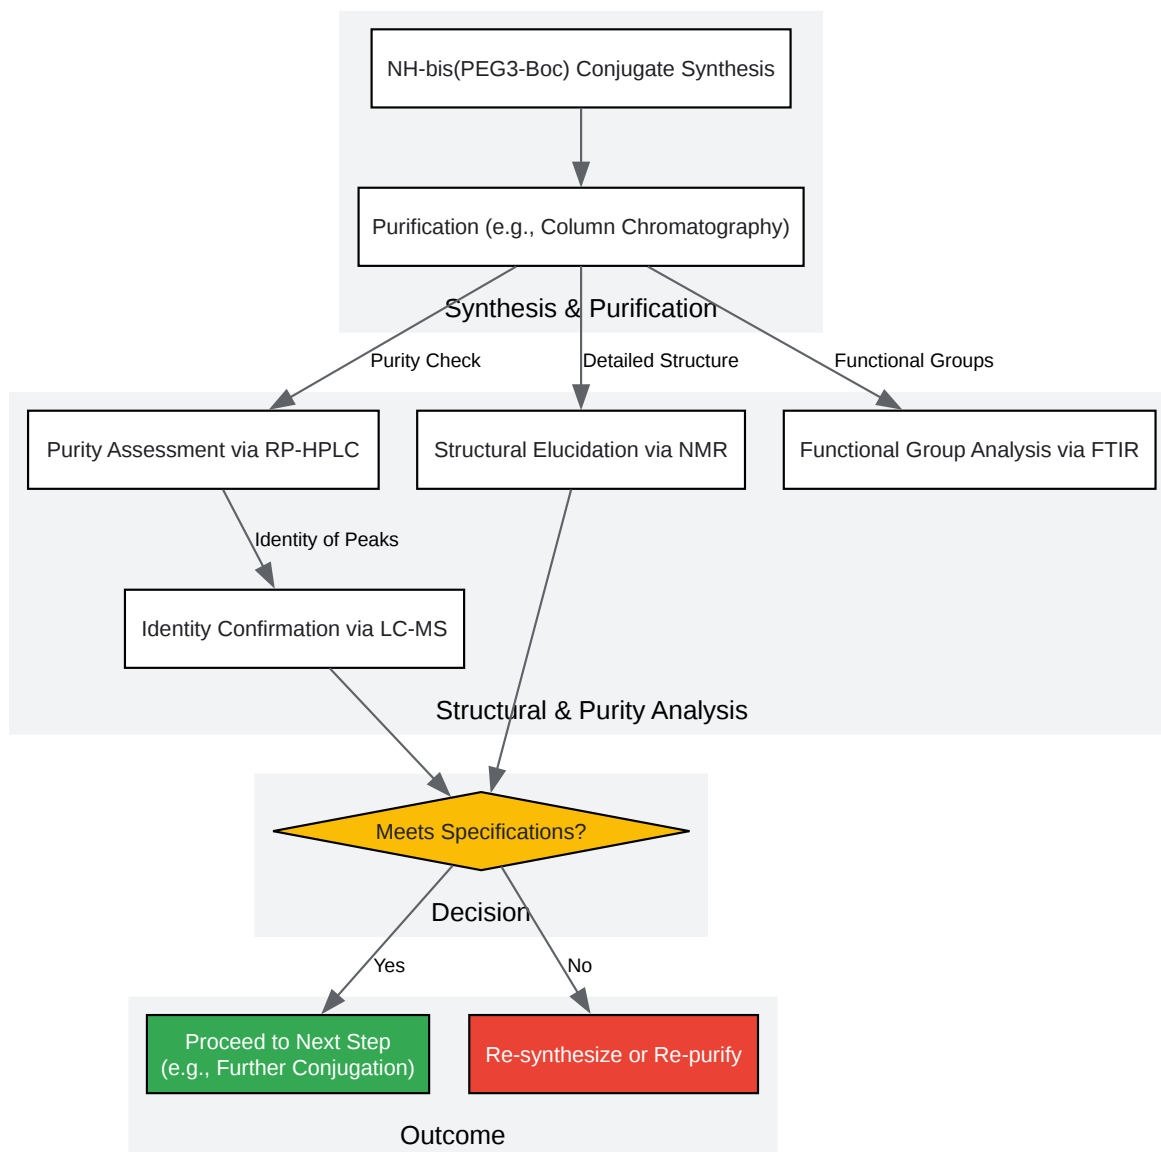 NH-bis(PEG3-Boc) Conjugate Synthesis
Purification (e.g., Column Chromatography)
Synthesis & Purification
Purity Check
Detailed Structure
Functional Groups
Purity Assessment via RP-HPLC
Structural Elucidation via NMR
Functional Group Analysis via FTIR
Identity of Peaks
Identity Confirmation via LC-MS
Structural & Purity Analysis
Meets Specifications?
Decision
Yes
No
Proceed to Next Step
(e.g., Further Conjugation)
Re-synthesize or Re-purify
Outcome